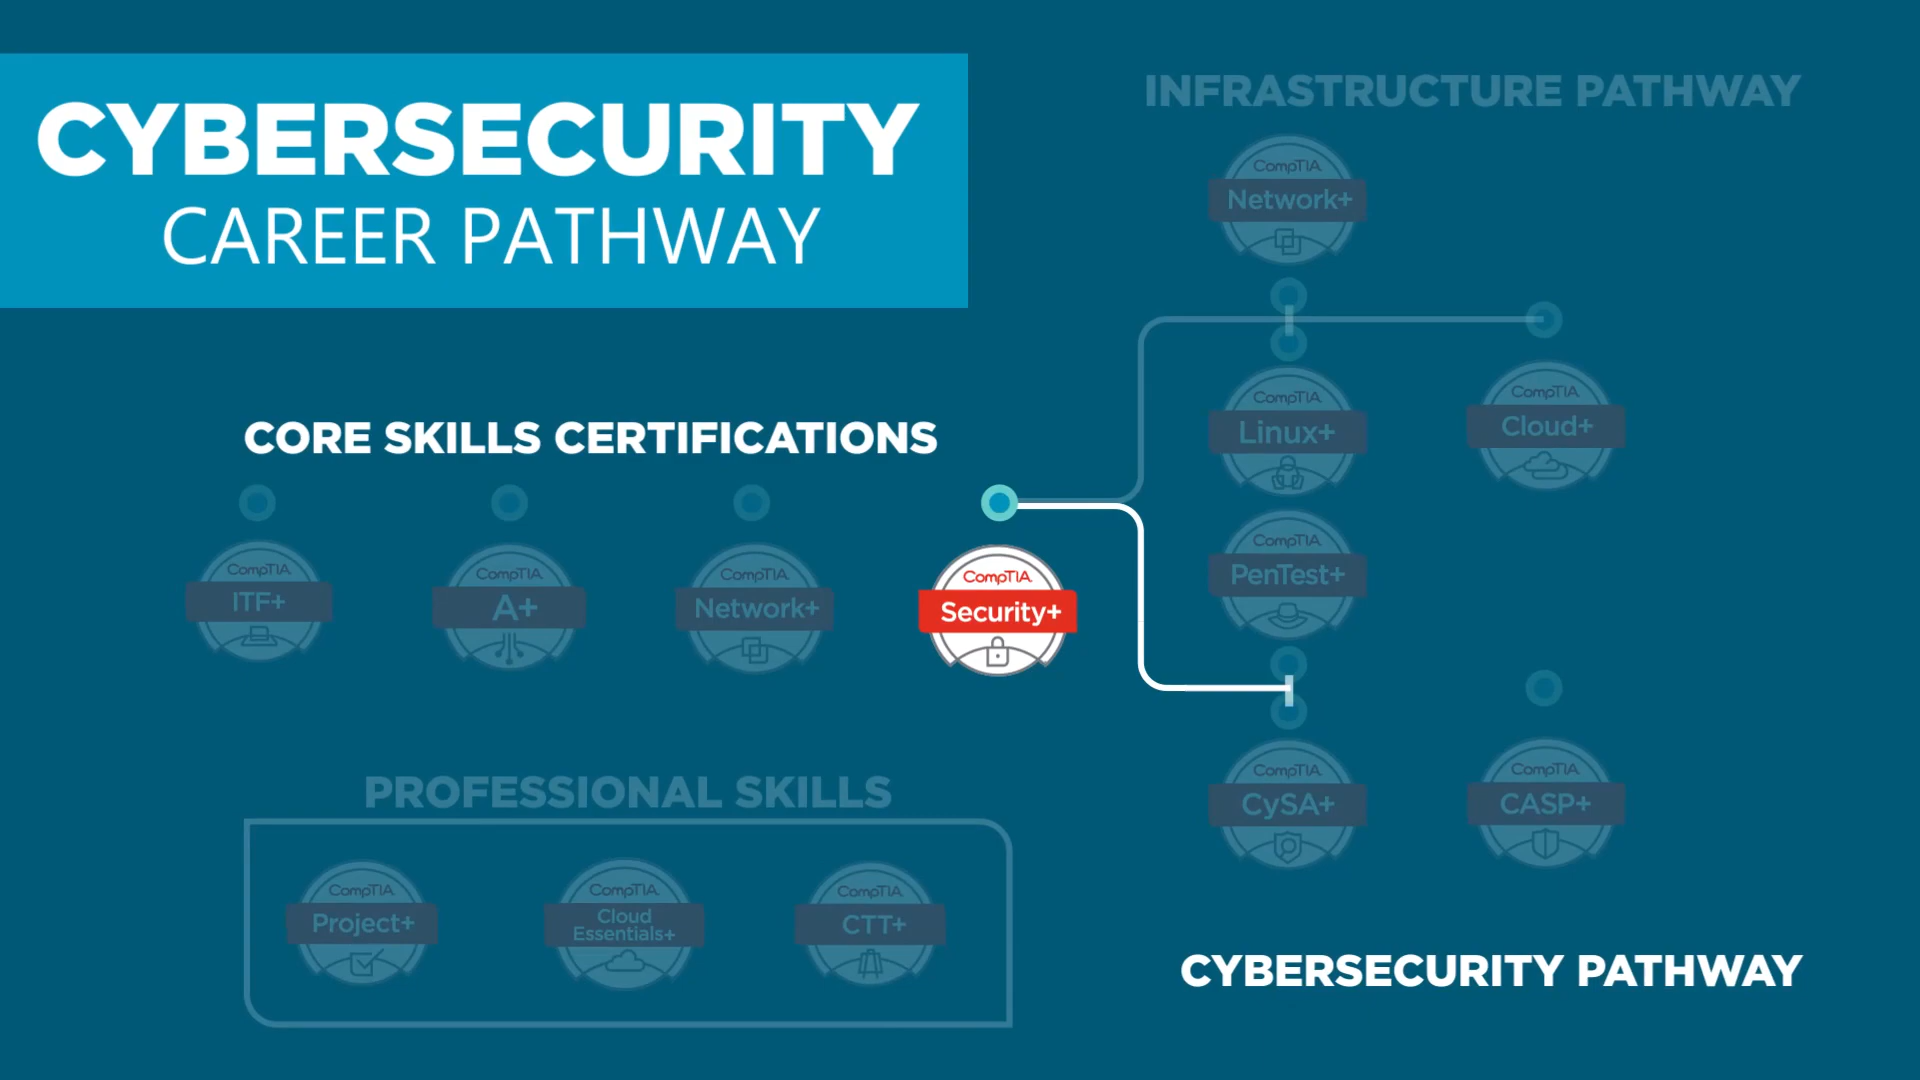 CYBERSECURITY
CAREER PATHWAY
CORE SKILLS CERTIFICATIONS
CompTIA
ITF+
CompTIA
A+
CompTIA
Network+
CompTIA
Security+
INFRASTRUCTURE PATHWAY
CompTIA
Network+
CompTIA
Linux+
CompTIA
Cloud+
CompTIA
PenTest+
CompTIA
CySA+
CompTIA
CASP+
CYBERSECURITY PATHWAY
PROFESSIONAL SKILLS
CompTIA
Project+
CompTIA
Cloud
Essentials+
CompTIA
CTT+